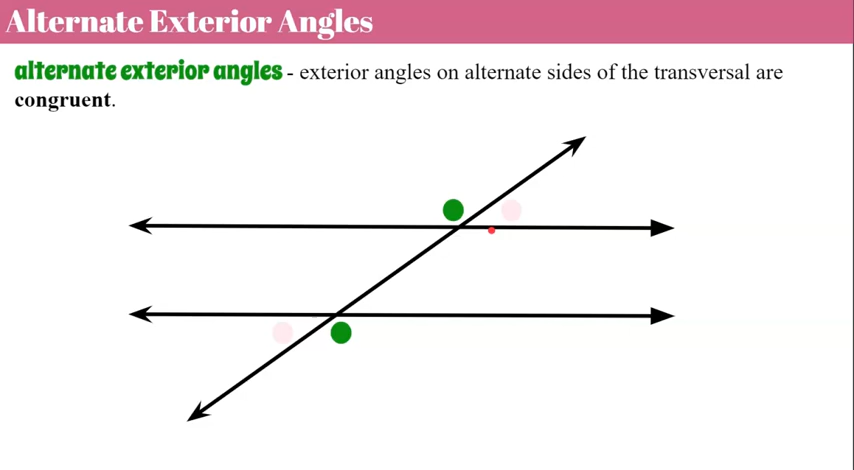 Alternate Exterior Angles
alternate exterior angles - exterior angles on alternate sides of the transversal are
congruent.